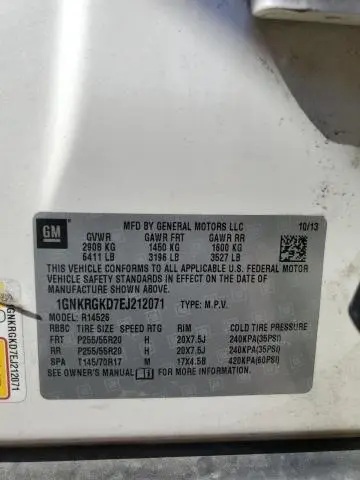 MFD BY GENERAL MOTORS LLC 10/13
GM
GVWR GAWR FRT GAWR RR
2908 KG 1450 KG 1600 KG
6411 LB 3196 LB 3527 LB
THIS VEHICLE CONFORMS TO ALL APPLICABLE U.S. FEDERAL MOTOR
VEHICLE SAFETY STANDARDS IN EFFECT ON THE DATE OF
MANUFACTURE SHOWN ABOVE.
1GNKRGKD7EJ212071 TYPE: M.P.V.
MODEL: R14526
RBBC TIRE SIZE SPEED RTG RIM COLD TIRE PRESSURE
FRT P255/55R20 H 20X7.5J 240KPA(35PSI)
RR P255/55R20 H 20X7.5J 240KPA(35PSI)
SPA T145/70R17 M 17X4.5B 420KPA(60PSI)
SEE OWNER'S MANUAL FOR ADDITIONAL INFORMATION.
1GNKRGKD7EJ212071